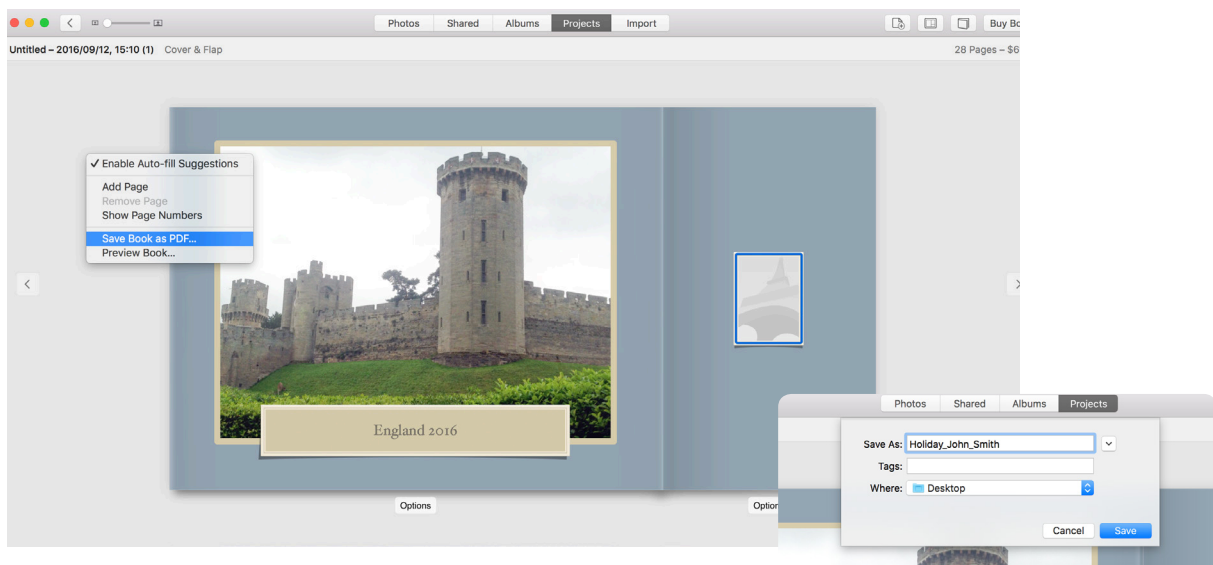 Photos Shared Albums Projects Import
Buy Bo
Untitled – 2016/09/12, 15:10 (1) Cover & Flap
28 Pages – $6
✓ Enable Auto-fill Suggestions
Add Page
Remove Page
Show Page Numbers
Save Book as PDF...
Preview Book...
England 2016
Options
Option
Photos Shared Albums Projects
Save As: Holiday_John_Smith
Tags:
Where: Desktop
Cancel Save